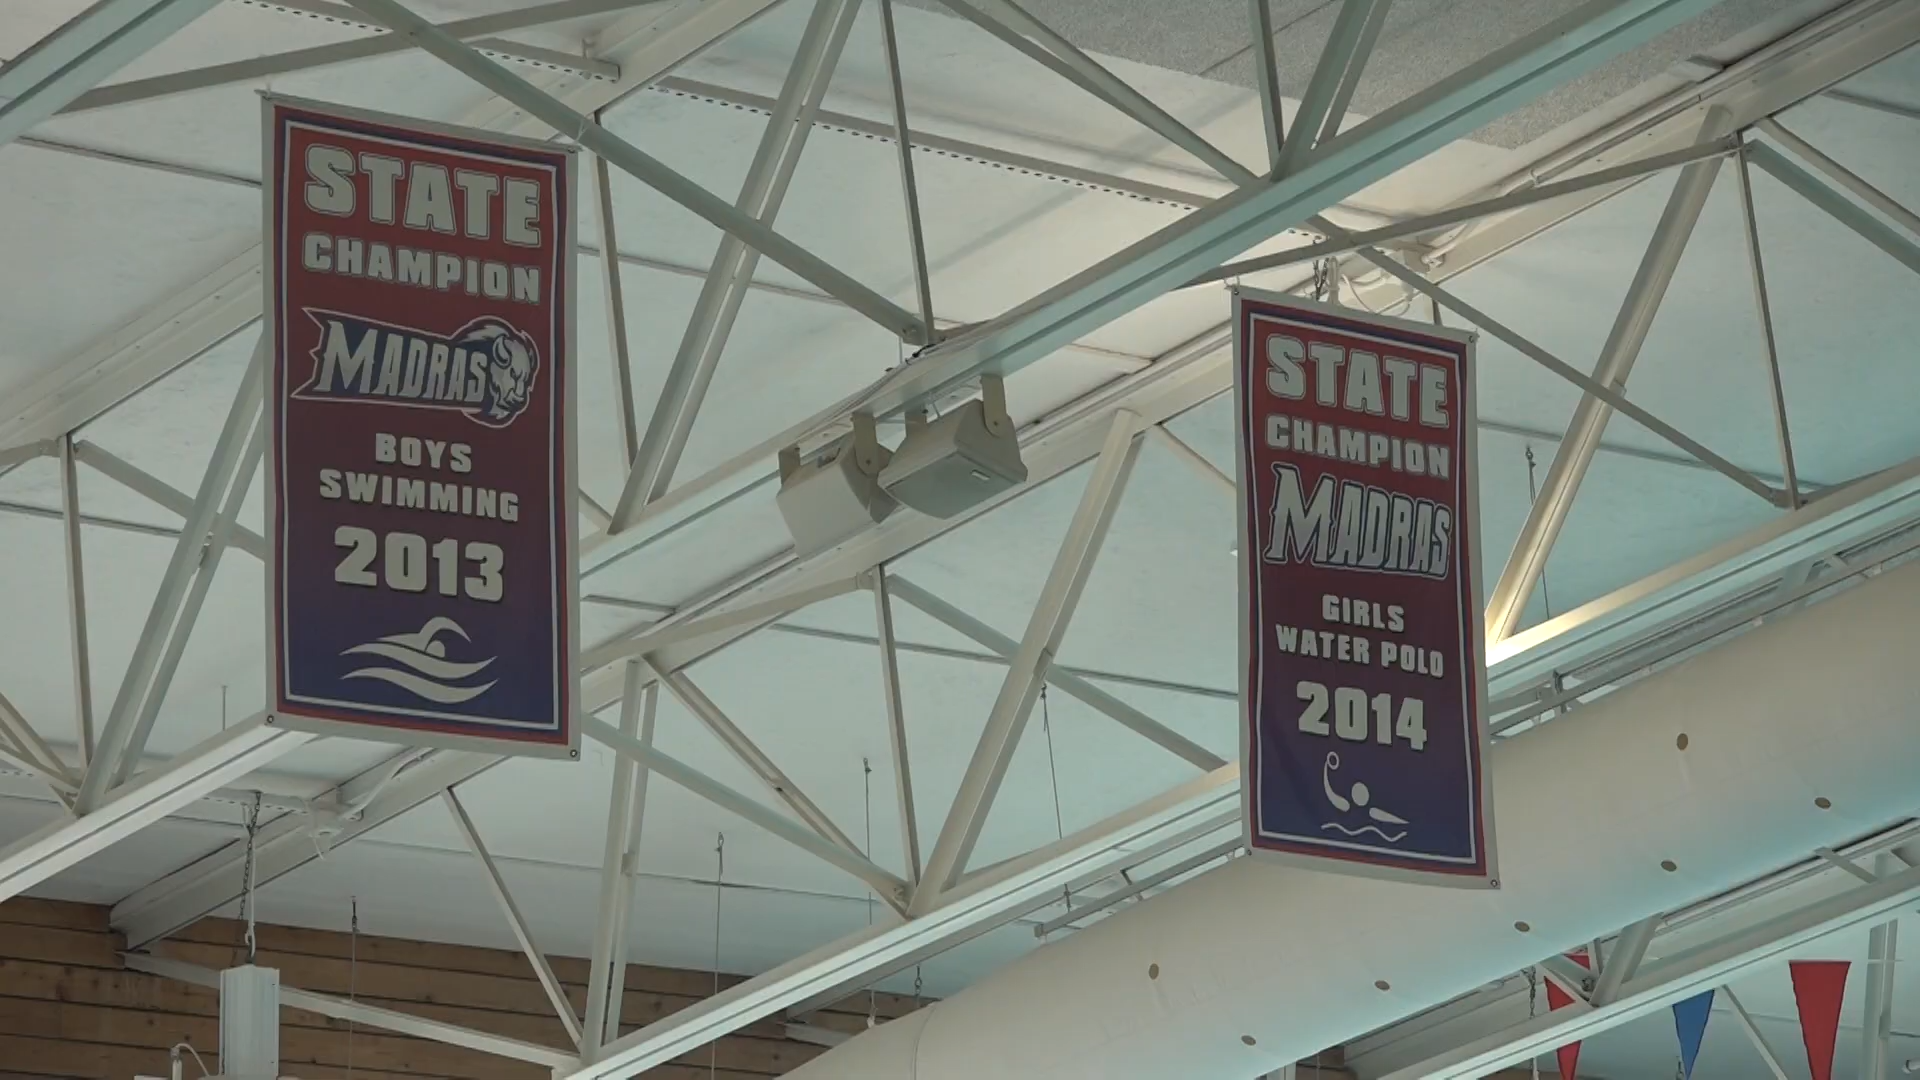 STATE
CHAMPION
MADRAS
BOYS
SWIMMING
2013
STATE
CHAMPION
MADRAS
GIRLS
WATER POLO
2014